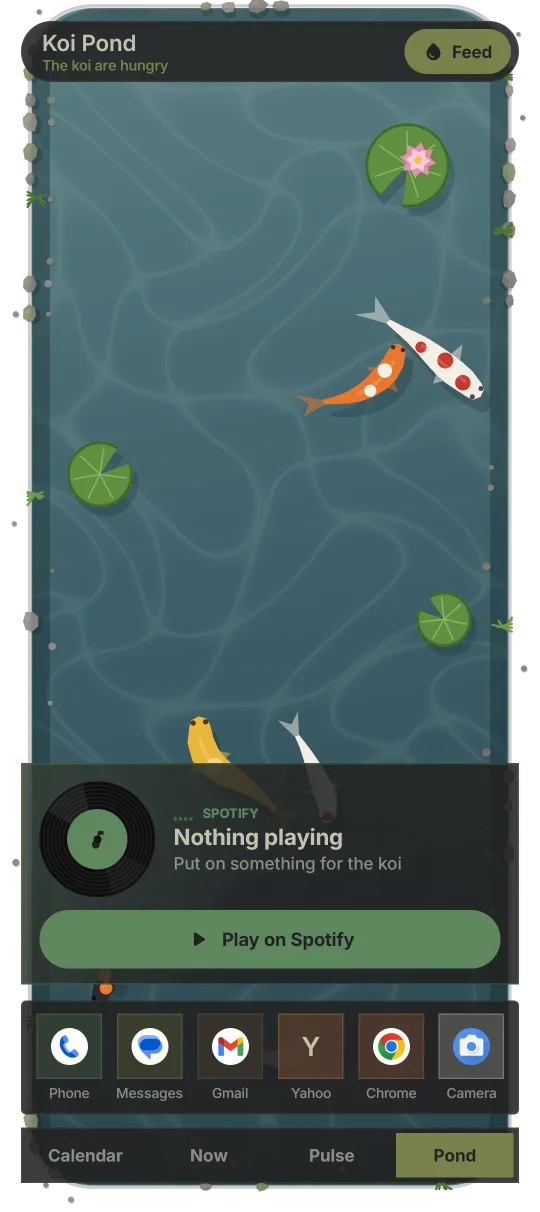 Koi Pond
The koi are hungry
Feed
SPOTIFY
Nothing playing
Put on something for the koi
Play on Spotify
Y
Phone
Messages
Gmail
Yahoo
Chrome
Camera
Calendar
Now
Pulse
Pond